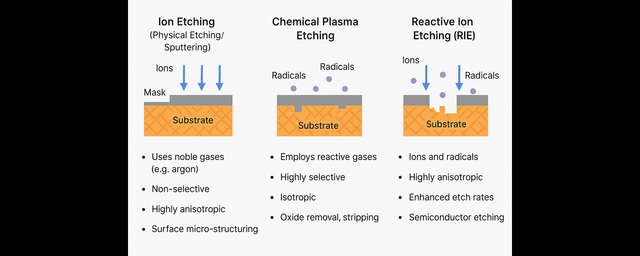 Ion Etching
(Physical Etching/
Sputtering)
Ions
Mask
Substrate
• Uses noble gases
(e.g. argon)
• Non-selective
• Highly anisotropic
• Surface micro-structuring
Chemical Plasma
Etching
Radicals
Radicals
Substrate
• Employs reactive gases
• Highly selective
• Isotropic
• Oxide removal, stripping
Reactive Ion
Etching (RIE)
Ions
Radicals
Substrate
• Ions and radicals
• Highly anisotropic
• Enhanced etch rates
• Semiconductor etching